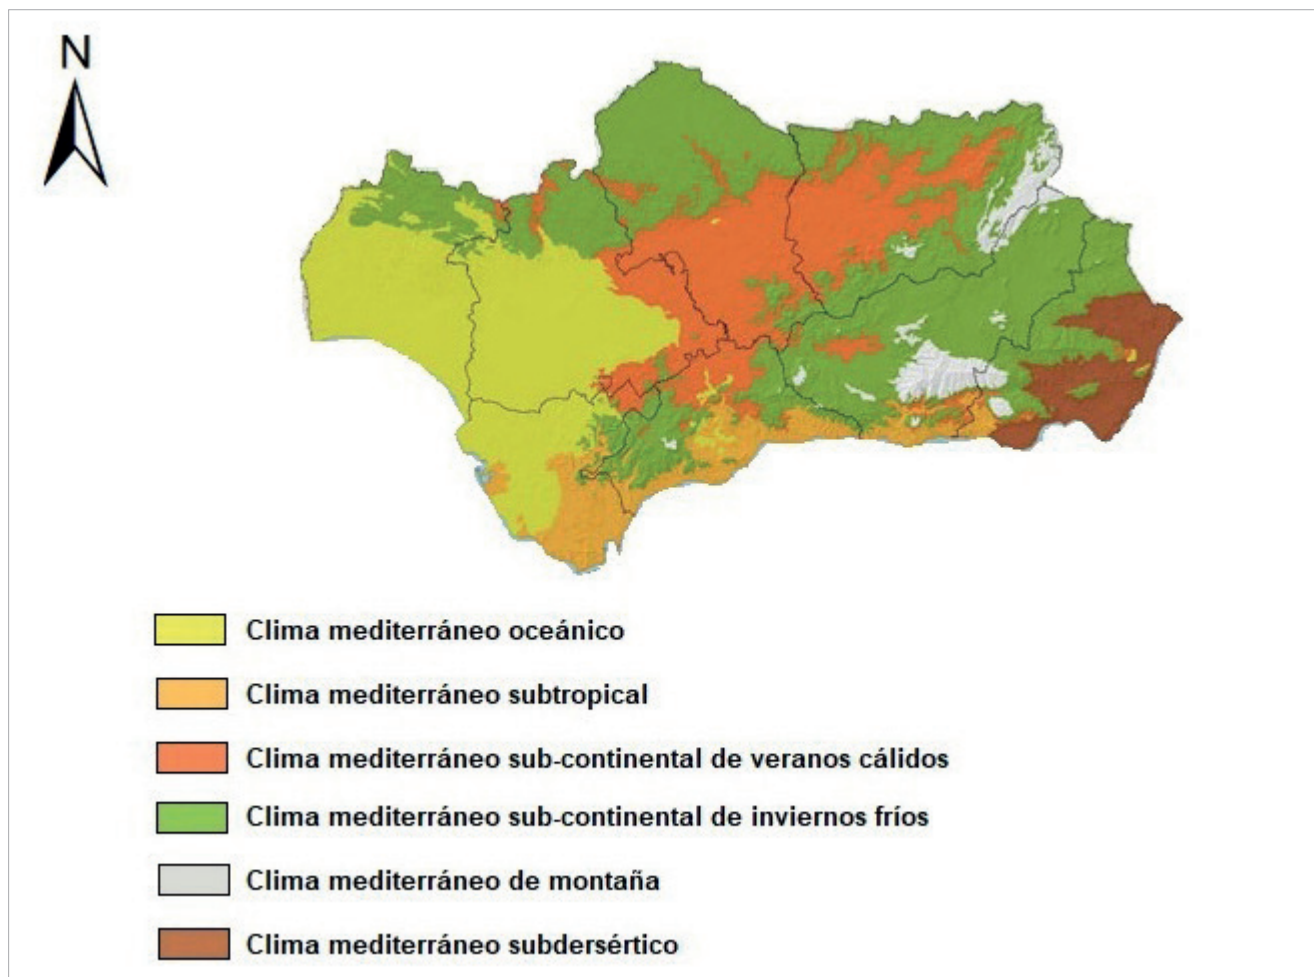 N
Clima mediterráneo oceánico
Clima mediterráneo subtropical
Clima mediterráneo sub-continental de veranos cálidos
Clima mediterráneo sub-continental de inviernos fríos
Clima mediterráneo de montaña
Clima mediterráneo subdersértico